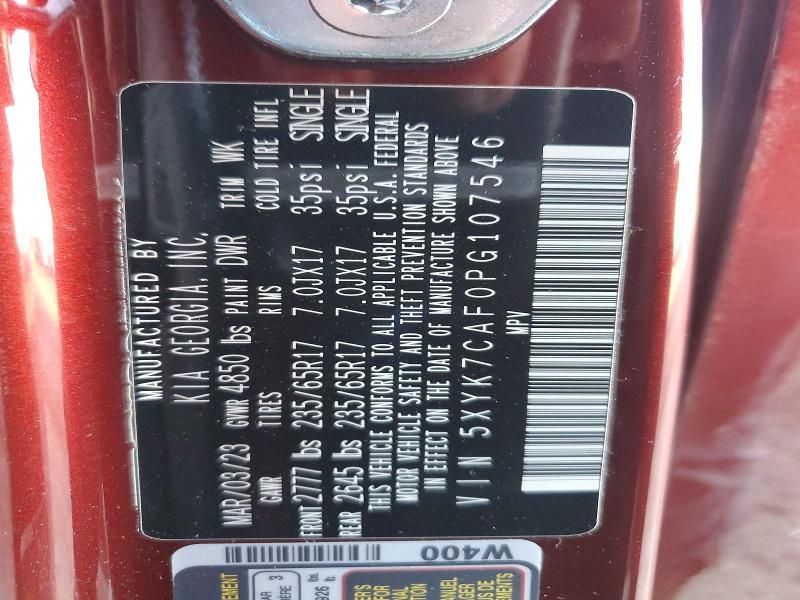 MANUFACTURED BY
KIA GEORGIA, INC.
MAR/03/23 GVWR 4850 lbs PAINT DWR TRIM WK
GAWR TIRES RIMS COLD TIRE INFL
FRONT 2777 lbs 235/65R17 7.0JX17 35psi SINGLE
REAR 2645 lbs 235/65R17 7.0JX17 35psi SINGLE
THIS VEHICLE CONFORMS TO ALL APPLICABLE U.S.A. FEDERAL
MOTOR VEHICLE SAFETY AND THEFT PREVENTION STANDARDS
IN EFFECT ON THE DATE OF MANUFACTURE SHOWN ABOVE
VIN 5XYK7CAF0PG107546
MPV
W400
3